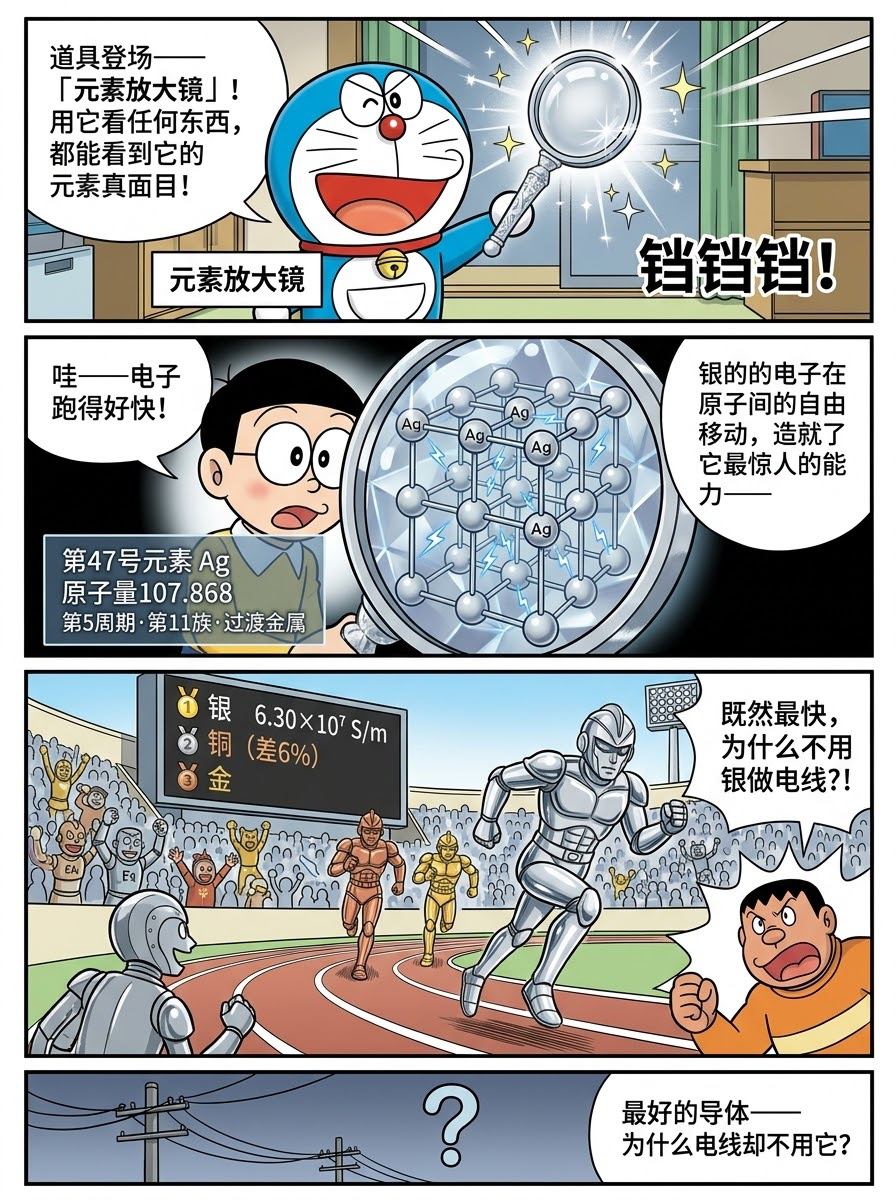 道具登场——
「元素放大镜」！
用它看任何东西，
都能看到它的
元素真面目！
元素放大镜
铛铛铛！
哇——电子
跑得好快！
Ag
Ag
Ag
Ag
Ag
银的的电子在
原子间的自由
移动，造就了
它最惊人的能
力——
第47号元素 Ag
原子量107.868
第5周期·第11族·过渡金属
1 银 6.30×10⁷ S/m
2 铜（差6%）
3 金
既然最快，
为什么不用
银做电线?!
?
最好的导体——
为什么电线却不用它?